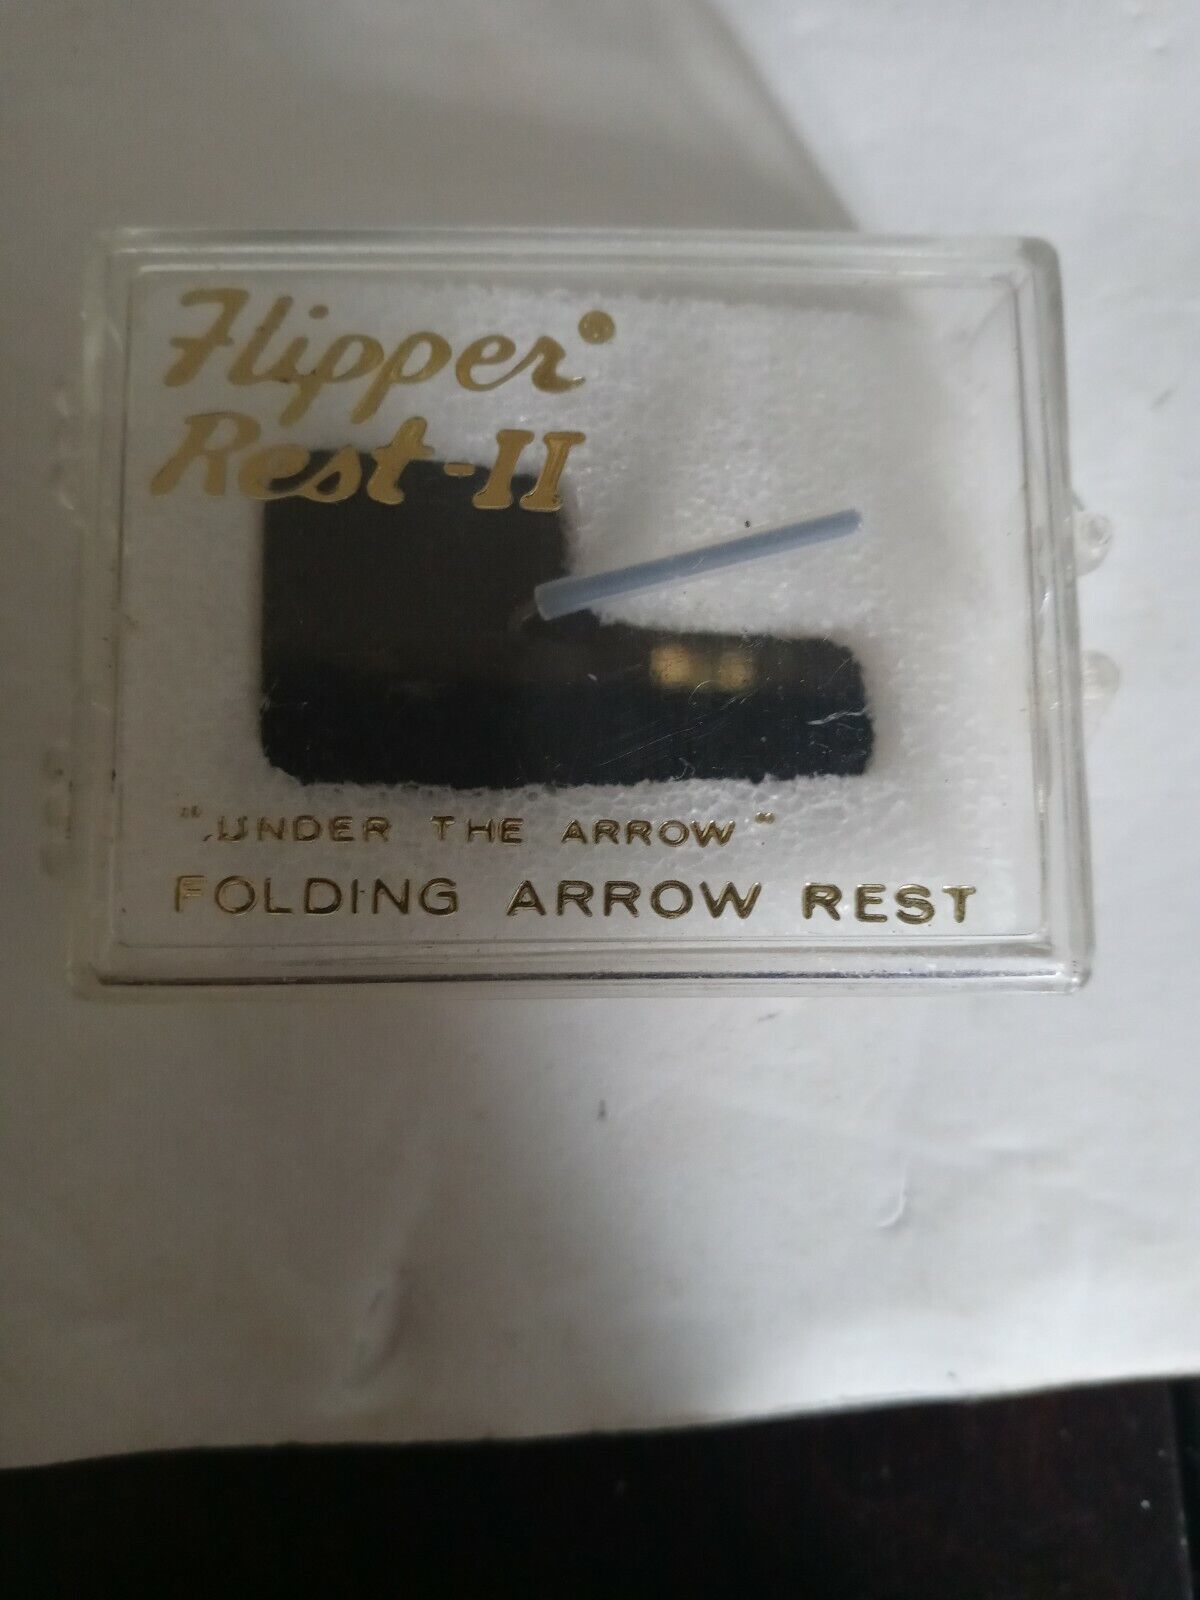 Flipper®
Rest-II
"UNDER THE ARROW"
FOLDING ARROW REST